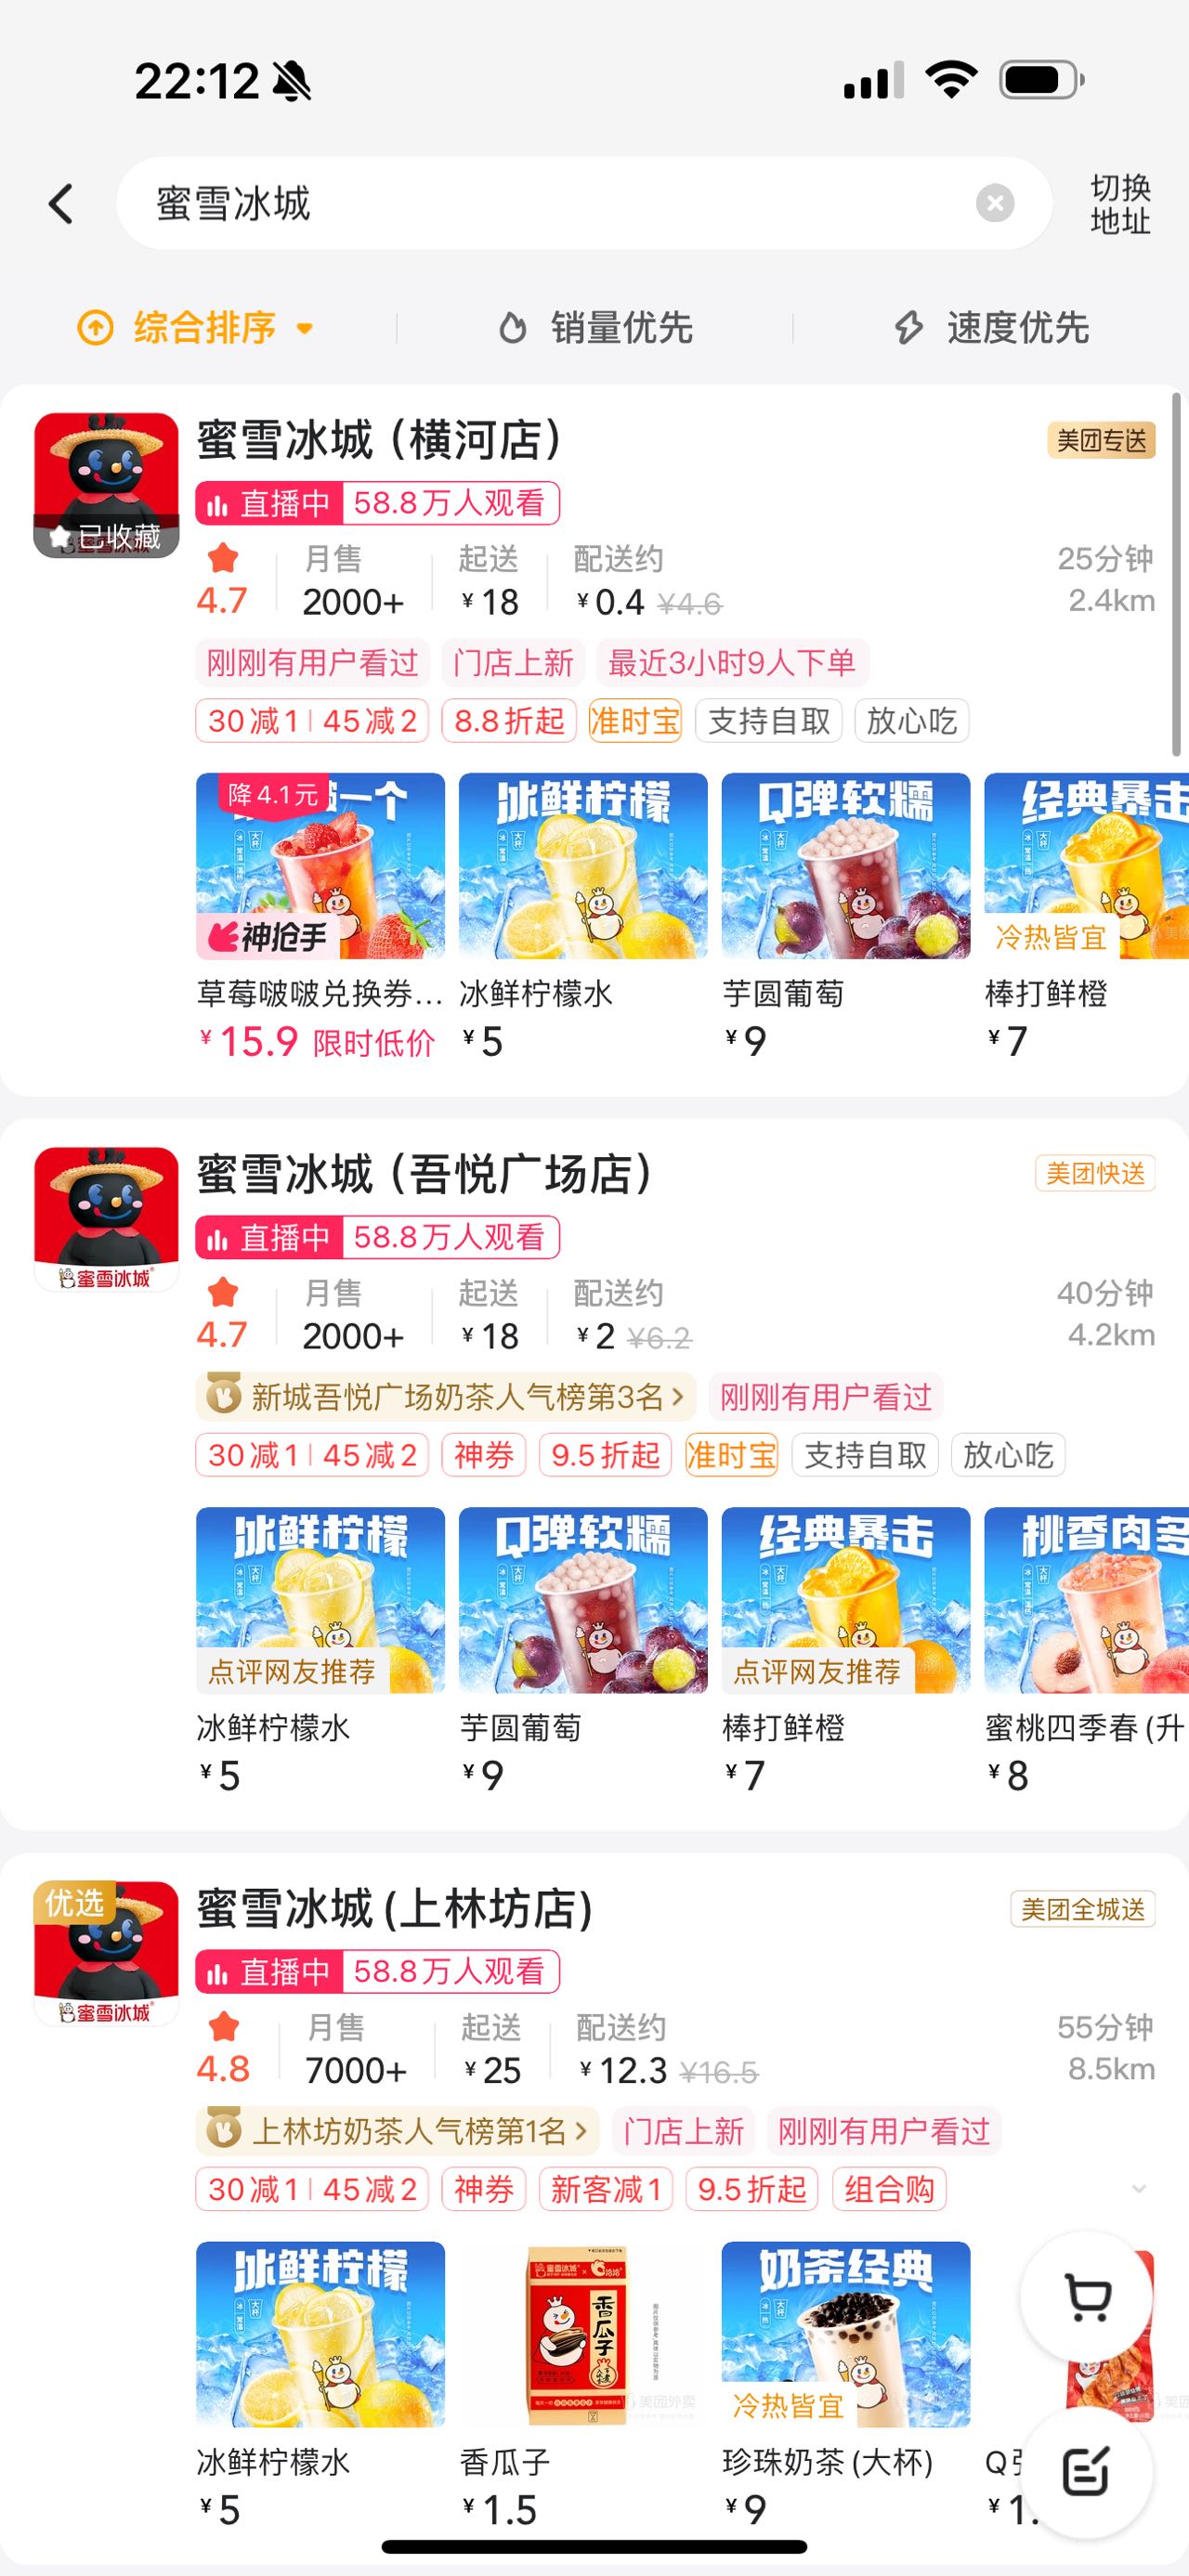 22:12
蜜雪冰城
切换
地址
综合排序
销量优先
速度优先
蜜雪冰城（横河店）
美团专送
直播中 58.8万人观看
已收藏
4.7
月售
2000+
起送
¥18
配送约
¥0.4 ¥4.6
25分钟
2.4km
刚刚有用户看过 门店上新 最近3小时9人下单
30减1 45减2 8.8折起 准时宝 支持自取 放心吃
降4.1元
一个
神抢手
冰鲜柠檬
Q弹软糯
经典暴击
冷热皆宜
草莓啵啵兑换券... 冰鲜柠檬水 芋圆葡萄 棒打鲜橙
¥15.9 限时低价 ¥5 ¥9 ¥7
蜜雪冰城（吾悦广场店）
美团快送
直播中 58.8万人观看
蜜雪冰城
4.7
月售
2000+
起送
¥18
配送约
¥2 ¥6.2
40分钟
4.2km
新城吾悦广场奶茶人气榜第3名 刚刚有用户看过
30减1 45减2 神券 9.5折起 准时宝 支持自取 放心吃
冰鲜柠檬
Q弹软糯
经典暴击
桃香肉多
点评网友推荐
点评网友推荐
冰鲜柠檬水 芋圆葡萄 棒打鲜橙 蜜桃四季春(升
¥5 ¥9 ¥7 ¥8
优选
蜜雪冰城(上林坊店)
美团全城送
直播中 58.8万人观看
蜜雪冰城
4.8
月售
7000+
起送
¥25
配送约
¥12.3 ¥16.5
55分钟
8.5km
上林坊奶茶人气榜第1名 门店上新 刚刚有用户看过
30减1 45减2 神券 新客减1 9.5折起 组合购
冰鲜柠檬
蜜雪冰城
香瓜子
奶茶经典
冷热皆宜
美团外卖
冰鲜柠檬水 香瓜子 珍珠奶茶(大杯) Q
¥5 ¥1.5 ¥9 ¥1.